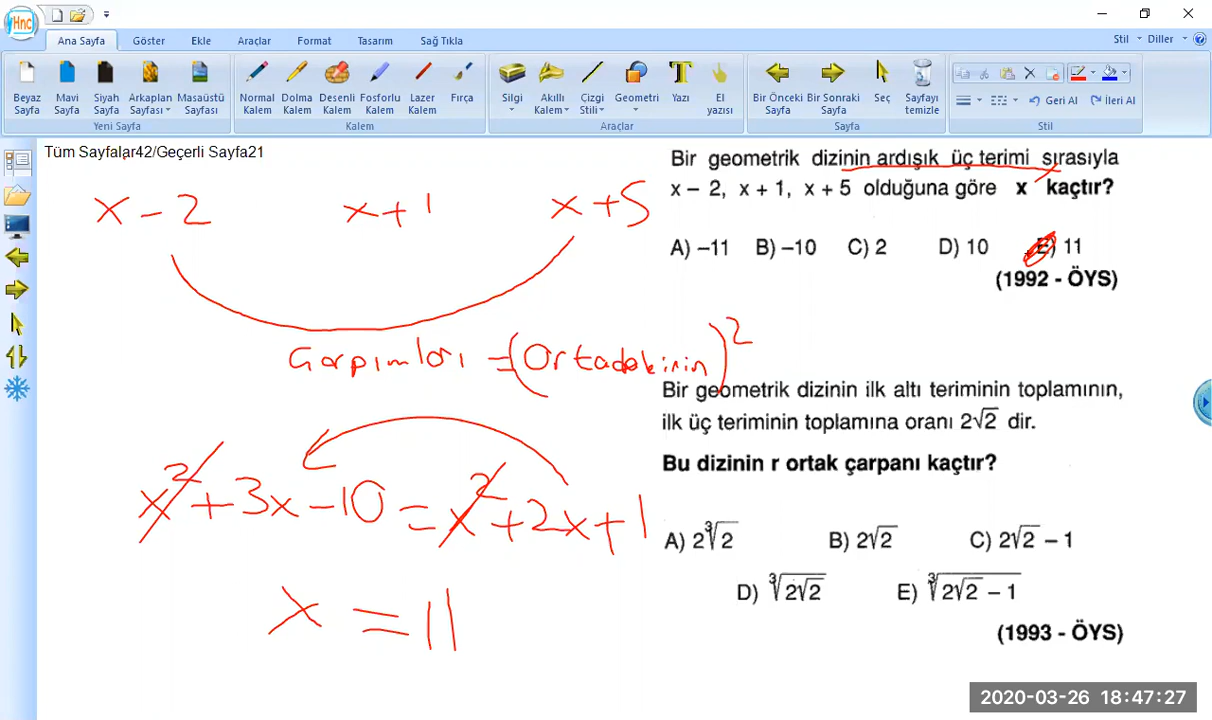 Hnc
Ana Sayfa Göster Ekle Araçlar Format Tasarım Sağ Tıkla
Stil Diller
Beyaz Sayfa
Mavi Sayfa
Siyah Sayfa
Arkaplan Sayfası
Masaüstü Sayfası
Normal Kalem
Dolma Kalem
Desenli Kalem
Fosforlu Kalem
Lazer Kalem
Fırça
Silgi
Akıllı Kalem
Çizgi Stili
Geometri
Yazı
El yazısı
Bir Önceki Sayfa
Bir Sonraki Sayfa
Seç
Sayfayı temizle
Geri Al İleri Al
Yeni Sayfa Kalem Araçlar Sayfa Stil
Tüm Sayfalar42/Geçerli Sayfa21
x - 2 x + 1 x + 5
Çarpımları = (Ortadakinin)²
x² + 3x - 10 = x² + 2x + 1
x = 11
Bir geometrik dizinin ardışık üç terimi sırasıyla
x – 2, x + 1, x + 5 olduğuna göre x kaçtır?
A) –11 B) –10 C) 2 D) 10 E) 11
(1992 - ÖYS)
Bir geometrik dizinin ilk altı teriminin toplamının,
ilk üç teriminin toplamına oranı 2√2 dir.
Bu dizinin r ortak çarpanı kaçtır?
A) 2∛2 B) 2√2 C) 2√2 – 1
D) ∛(2√2) E) ∛(2√2 – 1)
(1993 - ÖYS)
2020-03-26 18:47:27